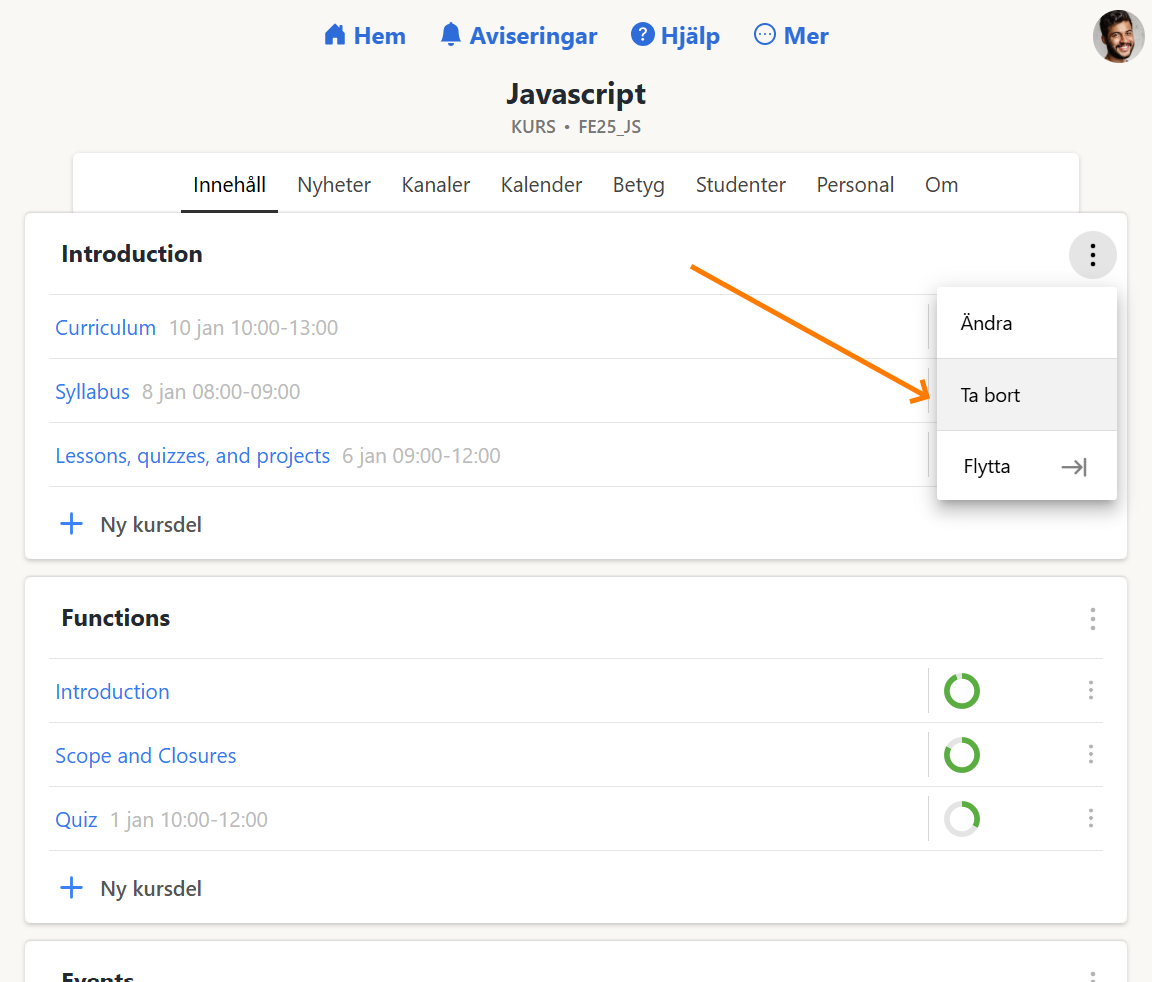 Hem Aviseringar Hjälp Mer
Javascript
KURS • FE25_JS
Innehåll Nyheter Kanaler Kalender Betyg Studenter Personal Om
Introduction
Ändra
Curriculum 10 jan 10:00-13:00
Syllabus 8 jan 08:00-09:00
Ta bort
Lessons, quizzes, and projects 6 jan 09:00-12:00
Flytta
Ny kursdel
Functions
Introduction
Scope and Closures
Quiz 1 jan 10:00-12:00
Ny kursdel
Events